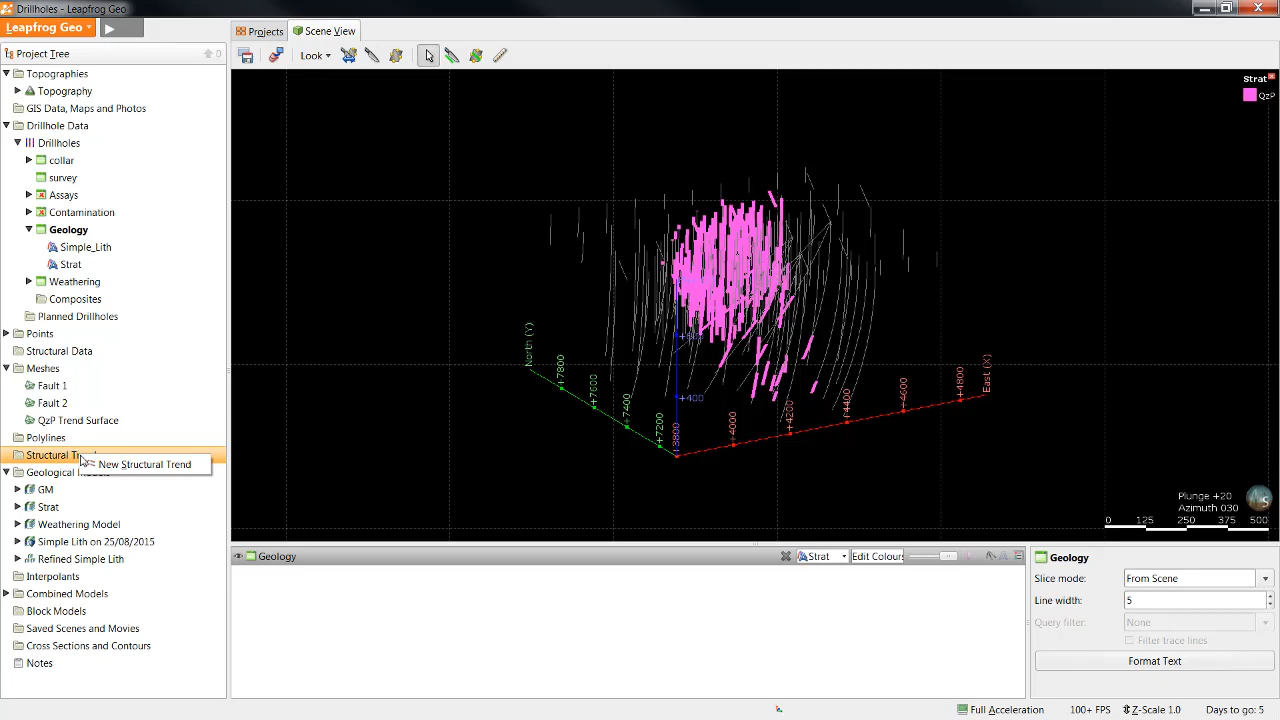 Drillholes - Leapfrog Geo
Leapfrog Geo
Projects
Scene View
Project Tree
0
Look
Topographies
Topography
GIS Data, Maps and Photos
Drillhole Data
Drillholes
collar
survey
Assays
Contamination
Geology
Simple_Lith
Strat
Weathering
Composites
Planned Drillholes
Points
Structural Data
Meshes
Fault 1
Fault 2
QzP Trend Surface
Polylines
Structural
New Structural Trend
Geological
GM
Strat
Weathering Model
Simple Lith on 25/08/2015
Refined Simple Lith
Interpolants
Combined Models
Block Models
Saved Scenes and Movies
Cross Sections and Contours
Notes
Strat
QzP
North (Y)
+7800
+7600
+7400
+7200
+400
+3800
+4000
+4200
+4400
+4600
+4800
East (X)
Plunge +20
Azimuth 030
0 125 250 375 500
Geology
Strat
Edit Colours
Geology
Slice mode: From Scene
Line width: 5
Query filter: None
Filter trace lines
Format Text
Full Acceleration
100+ FPS
Z-Scale 1.0
Days to go: 5